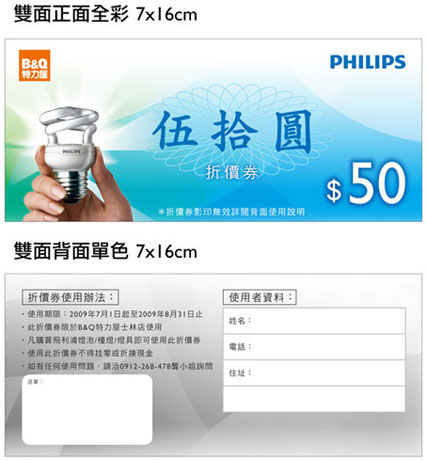 雙面正面全彩 7x16cm
B&Q
特力屋
PHILIPS
PHILIPS
伍拾圓
折價券
$50
＊折價券影印無效詳閱背面使用說明
雙面背面單色 7x16cm
折價券使用辦法：
・使用期限：2009年7月1日起至2009年8月31日止
・此折價券限於B&Q特力屋士林店使用
・凡購買飛利浦燈泡/檯燈/燈具即可使用此折價券
・使用此折價券不得找零或折換現金
・如有任何使用問題，請洽0912-268-478龔小姐詢問
店章：
使用者資料：
姓名：
電話：
住址：